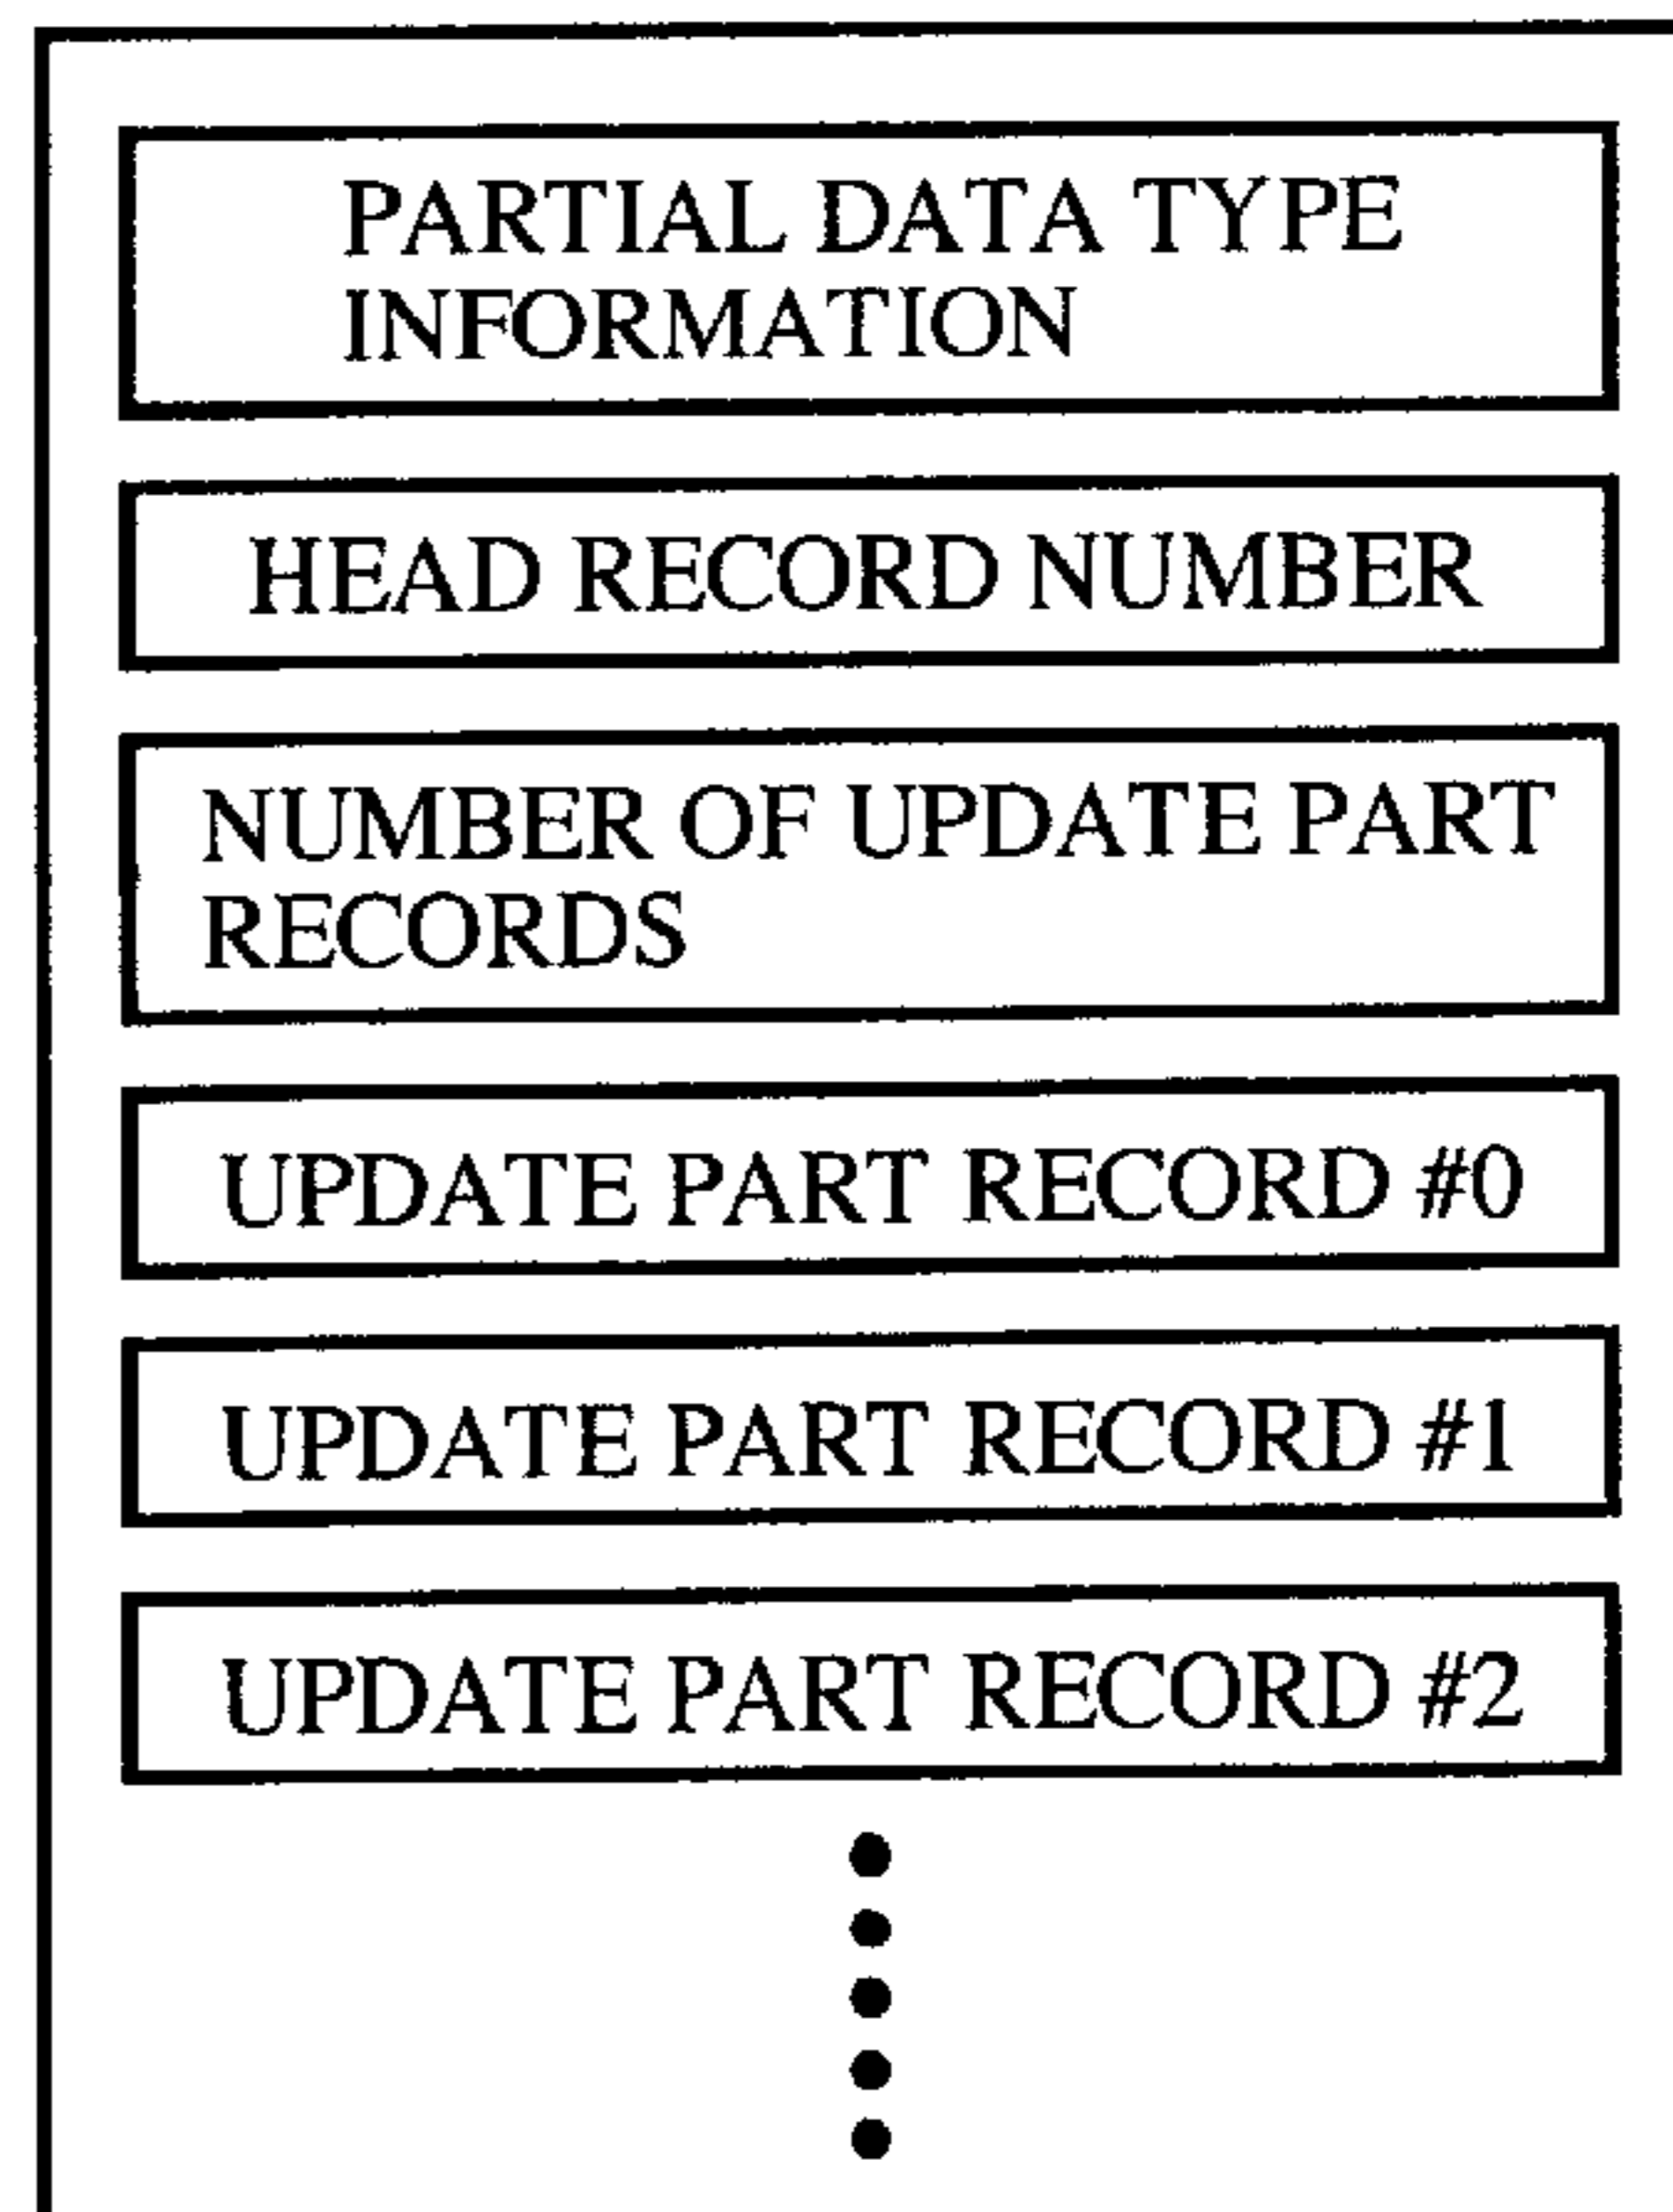 PARTIAL DATA TYPE
INFORMATION
HEAD RECORD NUMBER
NUMBER OF UPDATE PART
RECORDS
UPDATE PART RECORD #0
UPDATE PART RECORD #1
UPDATE PART RECORD #2